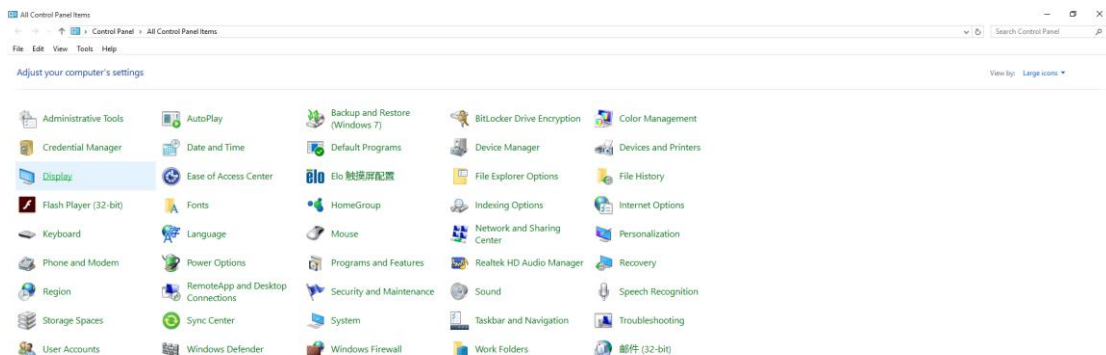 All Control Panel Items
Control Panel > All Control Panel Items
Search Control Panel
File Edit View Tools Help
Adjust your computer's settings
View by: Large icons
Administrative Tools
AutoPlay
Backup and Restore
(Windows 7)
BitLocker Drive Encryption
Color Management
Credential Manager
Date and Time
Default Programs
Device Manager
Devices and Printers
Display
Ease of Access Center
elo
Elo 触摸屏配置
File Explorer Options
File History
Flash Player (32-bit)
Fonts
HomeGroup
Indexing Options
Internet Options
Keyboard
Language
Mouse
Network and Sharing
Center
Personalization
Phone and Modem
Power Options
Programs and Features
Realtek HD Audio Manager
Recovery
Region
RemoteApp and Desktop
Connections
Security and Maintenance
Sound
Speech Recognition
Storage Spaces
Sync Center
System
Taskbar and Navigation
Troubleshooting
User Accounts
Windows Defender
Windows Firewall
Work Folders
邮件 (32-bit)